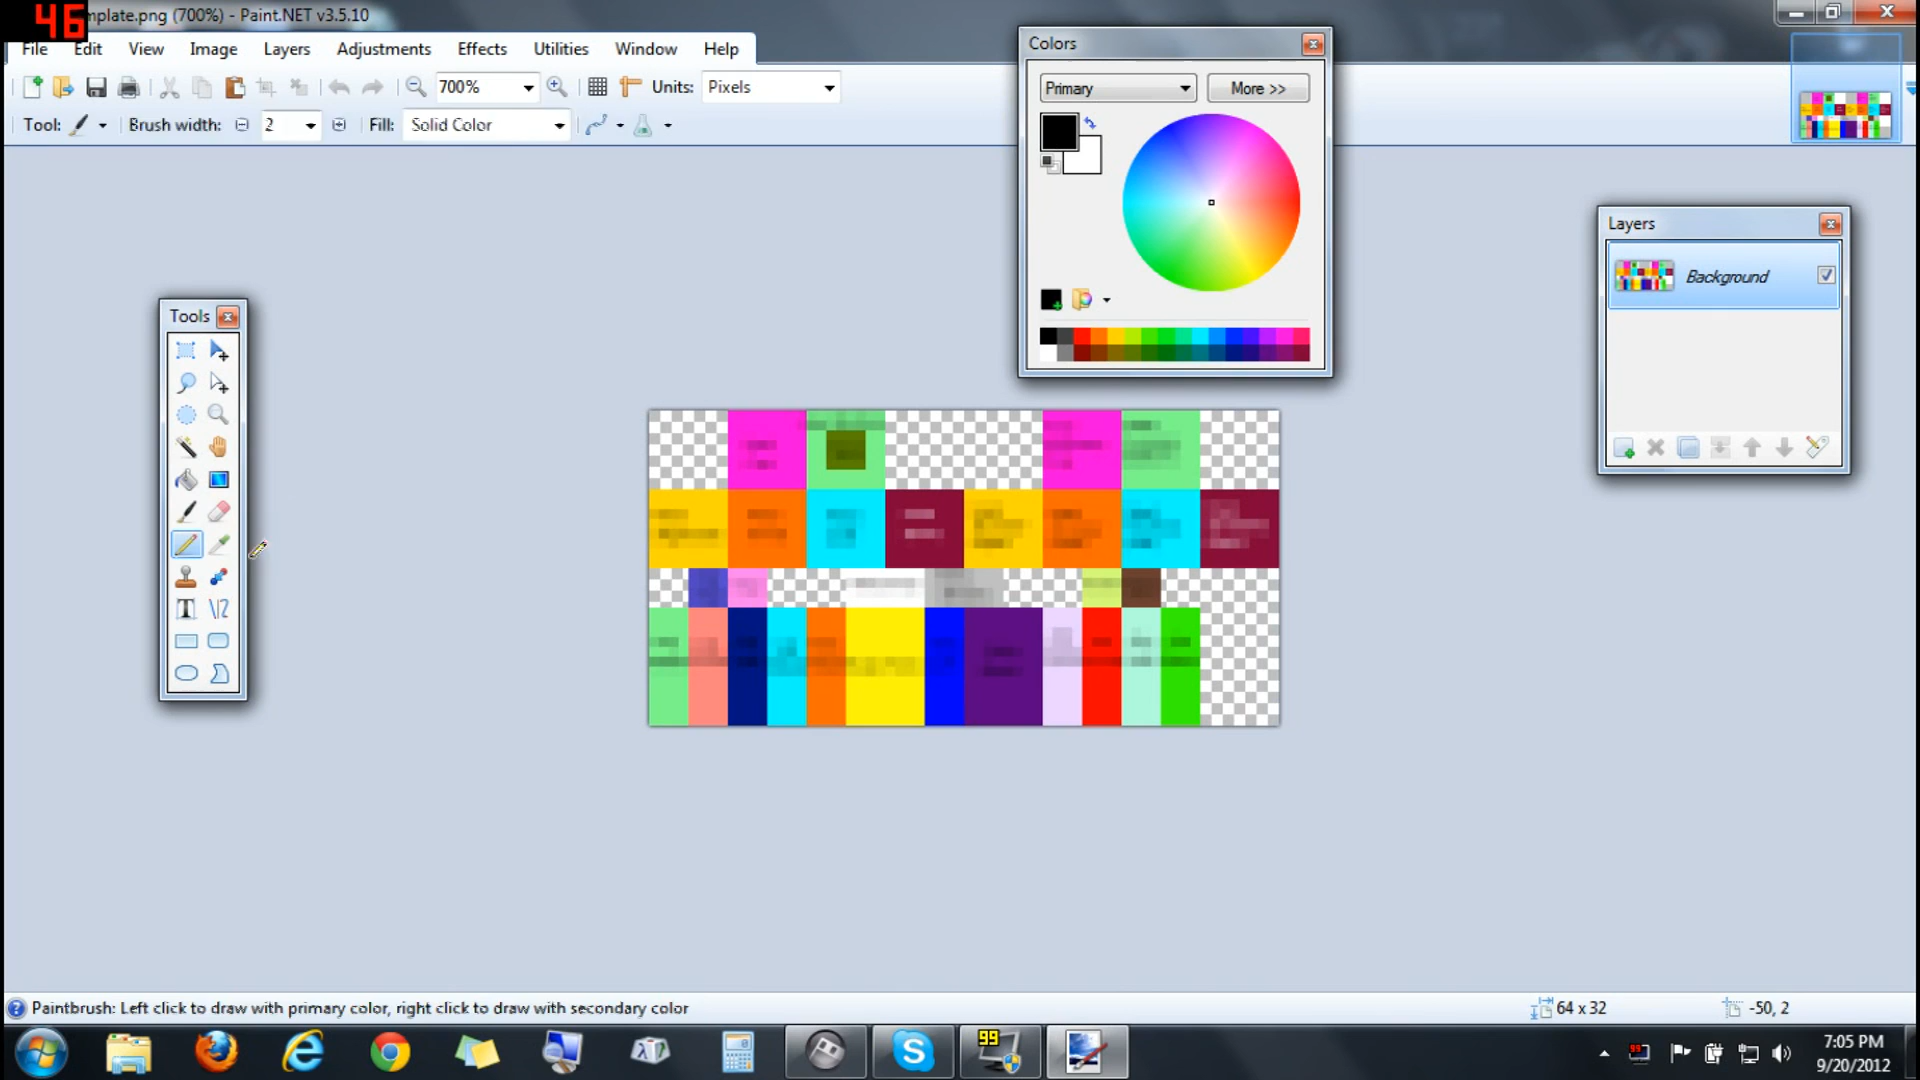 46
mplate.png (700%) - Paint.NET v3.5.10
File Edit View Image Layers Adjustments Effects Utilities Window Help
700% Units: Pixels
Tool: Brush width: 2 Fill: Solid Color
Colors
Primary More >>
Layers
Background
Tools
Paintbrush: Left click to draw with primary color, right click to draw with secondary color
64 x 32
-50, 2
99
99
7:05 PM
9/20/2012